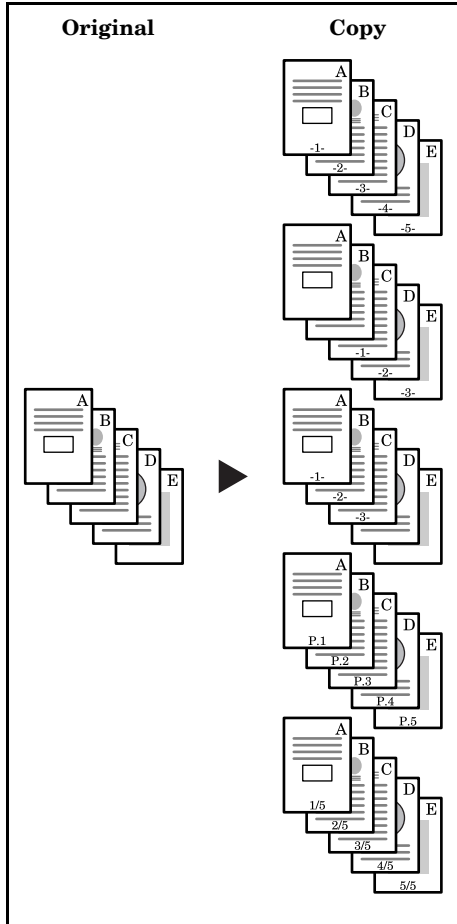 Original
Copy
A
B
C
D
E
A
-1-
B
-2-
C
-3-
D
-4-
E
-5-
A
B
C
-1-
D
-2-
E
-3-
A
-1-
B
-2-
C
-3-
D
E
A
P.1
B
P.2
C
P.3
D
P.4
E
P.5
A
1/5
B
2/5
C
3/5
D
4/5
E
5/5